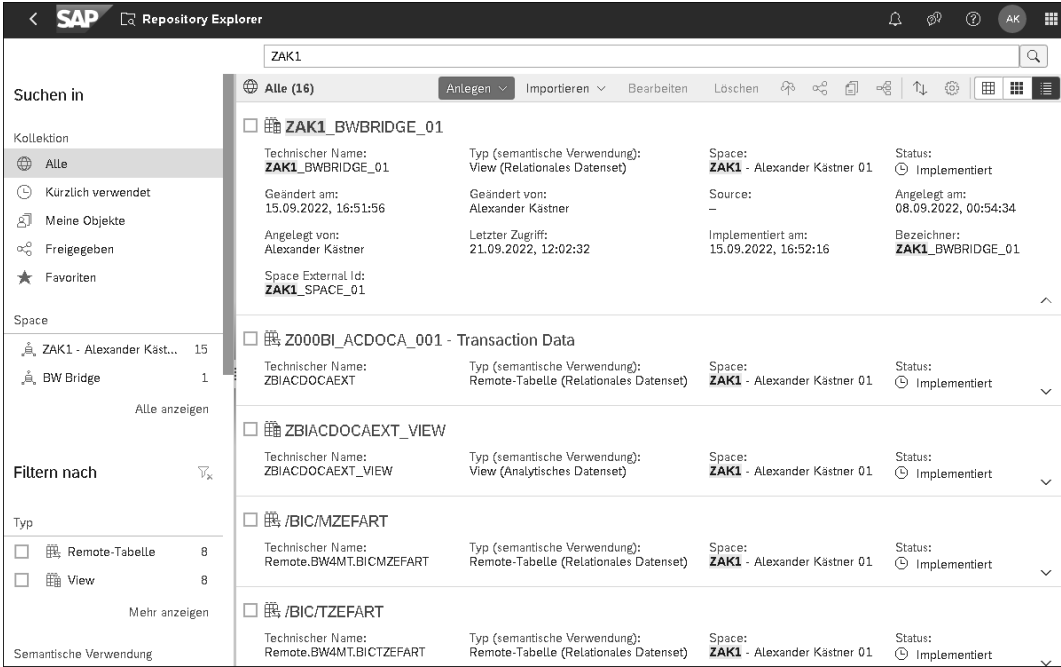 SAP Repository Explorer AK
ZAK1
Suchen in
Kollektion
Alle
Kürzlich verwendet
Meine Objekte
Freigegeben
Favoriten
Space
ZAK1 - Alexander Käst... 15
BW Bridge 1
Alle anzeigen
Filtern nach
Typ
Remote-Tabelle 8
View 8
Mehr anzeigen
Semantische Verwendung
Alle (16) Anlegen Importieren Bearbeiten Löschen
ZAK1_BWBRIDGE_01
Technischer Name: Typ (semantische Verwendung): Space: Status:
ZAK1_BWBRIDGE_01 View (Relationales Datenset) ZAK1 - Alexander Kästner 01 Implementiert
Geändert am: Geändert von: Source: Angelegt am:
15.09.2022, 16:51:56 Alexander Kästner – 08.09.2022, 00:54:34
Angelegt von: Letzter Zugriff: Implementiert am: Bezeichner:
Alexander Kästner 21.09.2022, 12:02:32 15.09.2022, 16:52:16 ZAK1_BWBRIDGE_01
Space External Id:
ZAK1_SPACE_01
Z000BI_ACDOCA_001 - Transaction Data
Technischer Name: Typ (semantische Verwendung): Space: Status:
ZBIACDOCAEXT Remote-Tabelle (Relationales Datenset) ZAK1 - Alexander Kästner 01 Implementiert
ZBIACDOCAEXT_VIEW
Technischer Name: Typ (semantische Verwendung): Space: Status:
ZBIACDOCAEXT_VIEW View (Analytisches Datenset) ZAK1 - Alexander Kästner 01 Implementiert
/BIC/MZEFART
Technischer Name: Typ (semantische Verwendung): Space: Status:
Remote.BW4MT.BICMZEFART Remote-Tabelle (Relationales Datenset) ZAK1 - Alexander Kästner 01 Implementiert
/BIC/TZEFART
Technischer Name: Typ (semantische Verwendung): Space: Status:
Remote.BW4MT.BICTZEFART Remote-Tabelle (Relationales Datenset) ZAK1 - Alexander Kästner 01 Implementiert